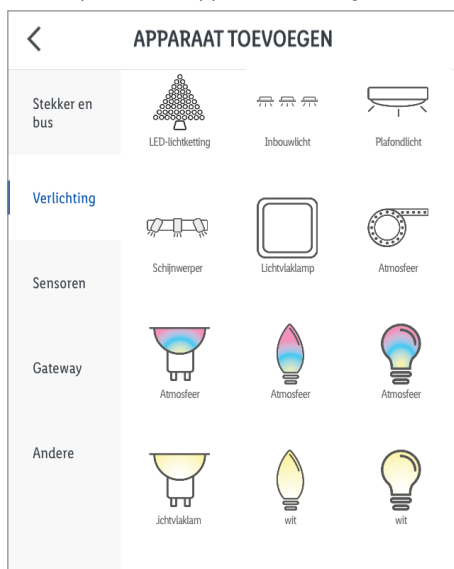 APPARAAT TOEVOEGEN
Stekker en
bus
Verlichting
Sensoren
Gateway
Andere
LED-lichtketting
Inbouwlicht
Plafondlicht
Schijnwerper
Lichtvlaklamp
Atmosfeer
Atmosfeer
Atmosfeer
Atmosfeer
.ichtvlaklam
wit
wit